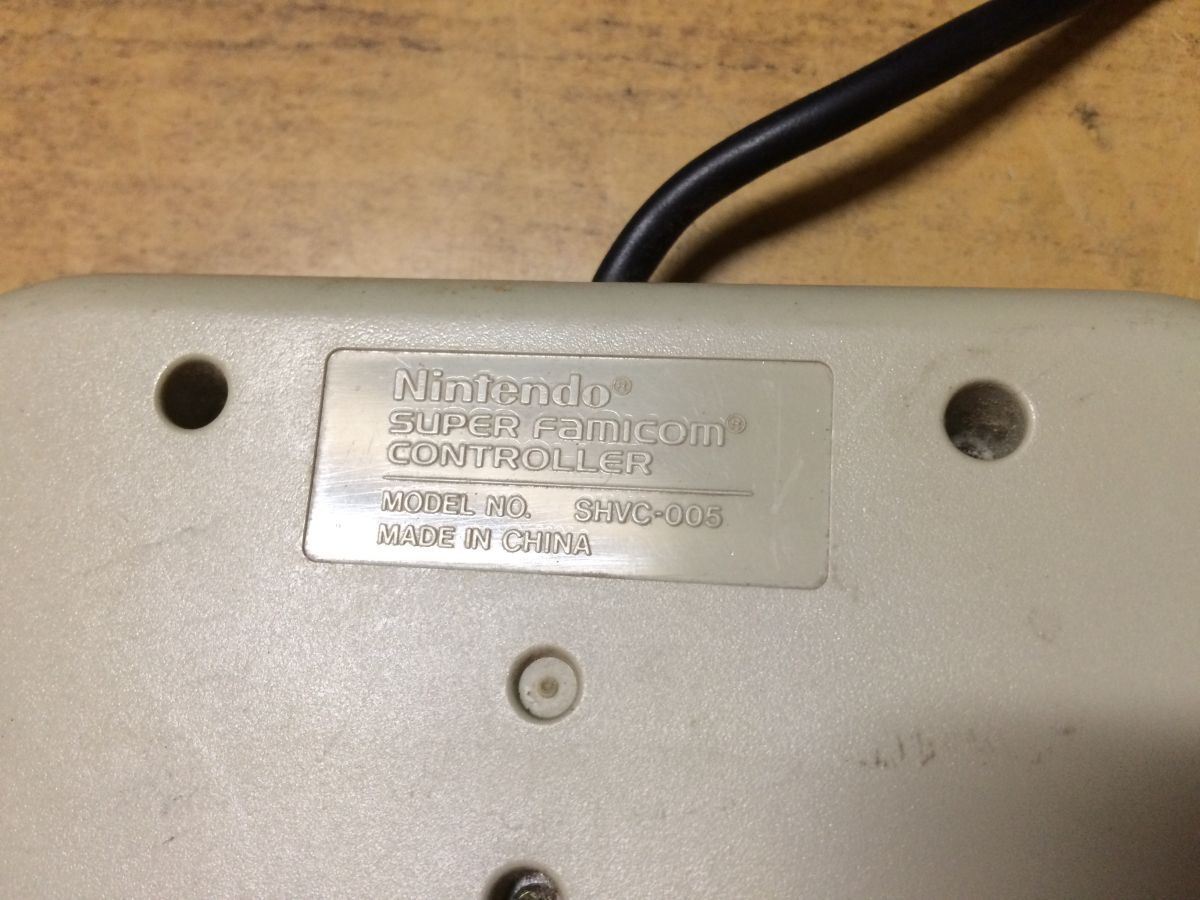 Nintendo®
SUPER Famicom®
CONTROLLER
MODEL NO. SHVC-005
MADE IN CHINA